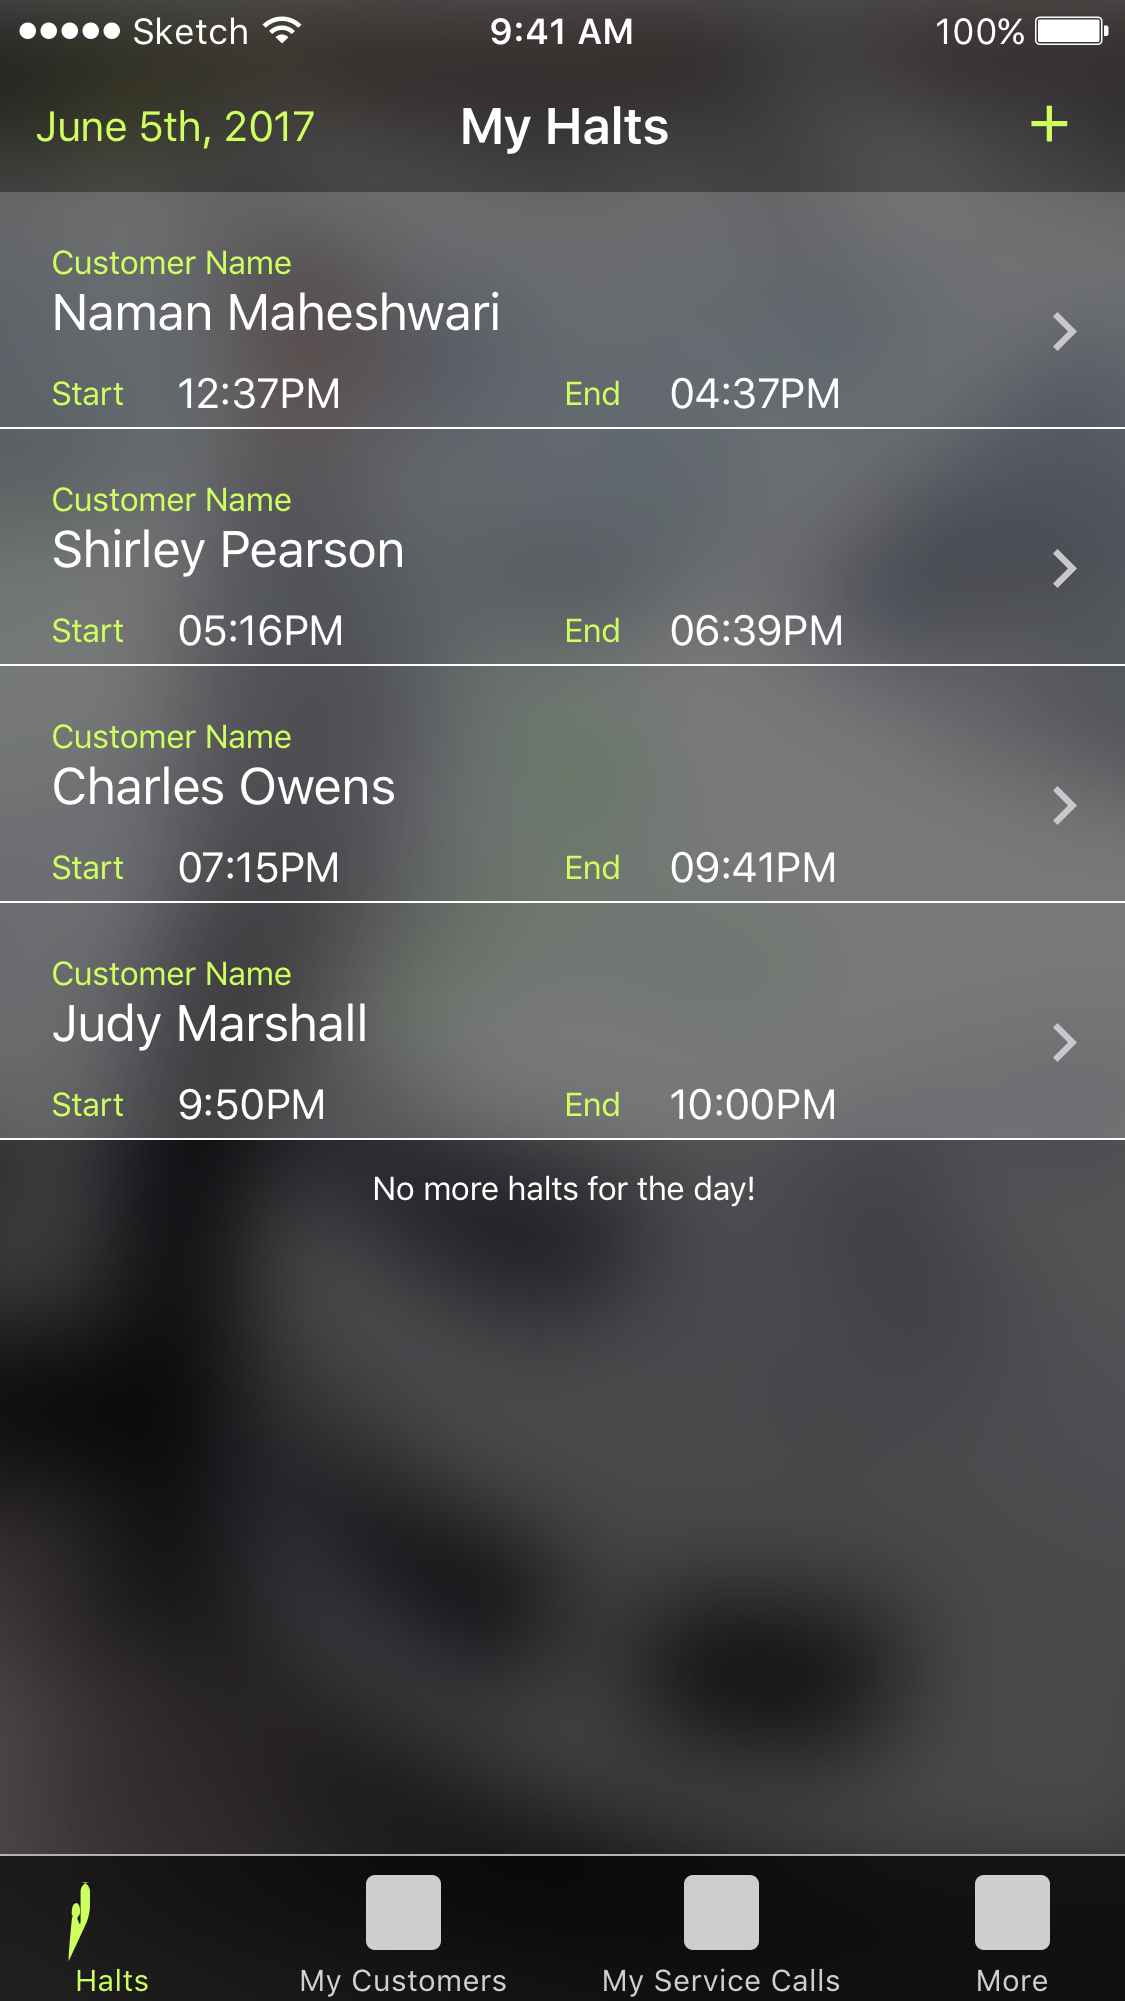 Sketch 9:41 AM 100%
June 5th, 2017 My Halts +
Customer Name
Naman Maheshwari
Start 12:37PM End 04:37PM
Customer Name
Shirley Pearson
Start 05:16PM End 06:39PM
Customer Name
Charles Owens
Start 07:15PM End 09:41PM
Customer Name
Judy Marshall
Start 9:50PM End 10:00PM
No more halts for the day!
Halts My Customers My Service Calls More